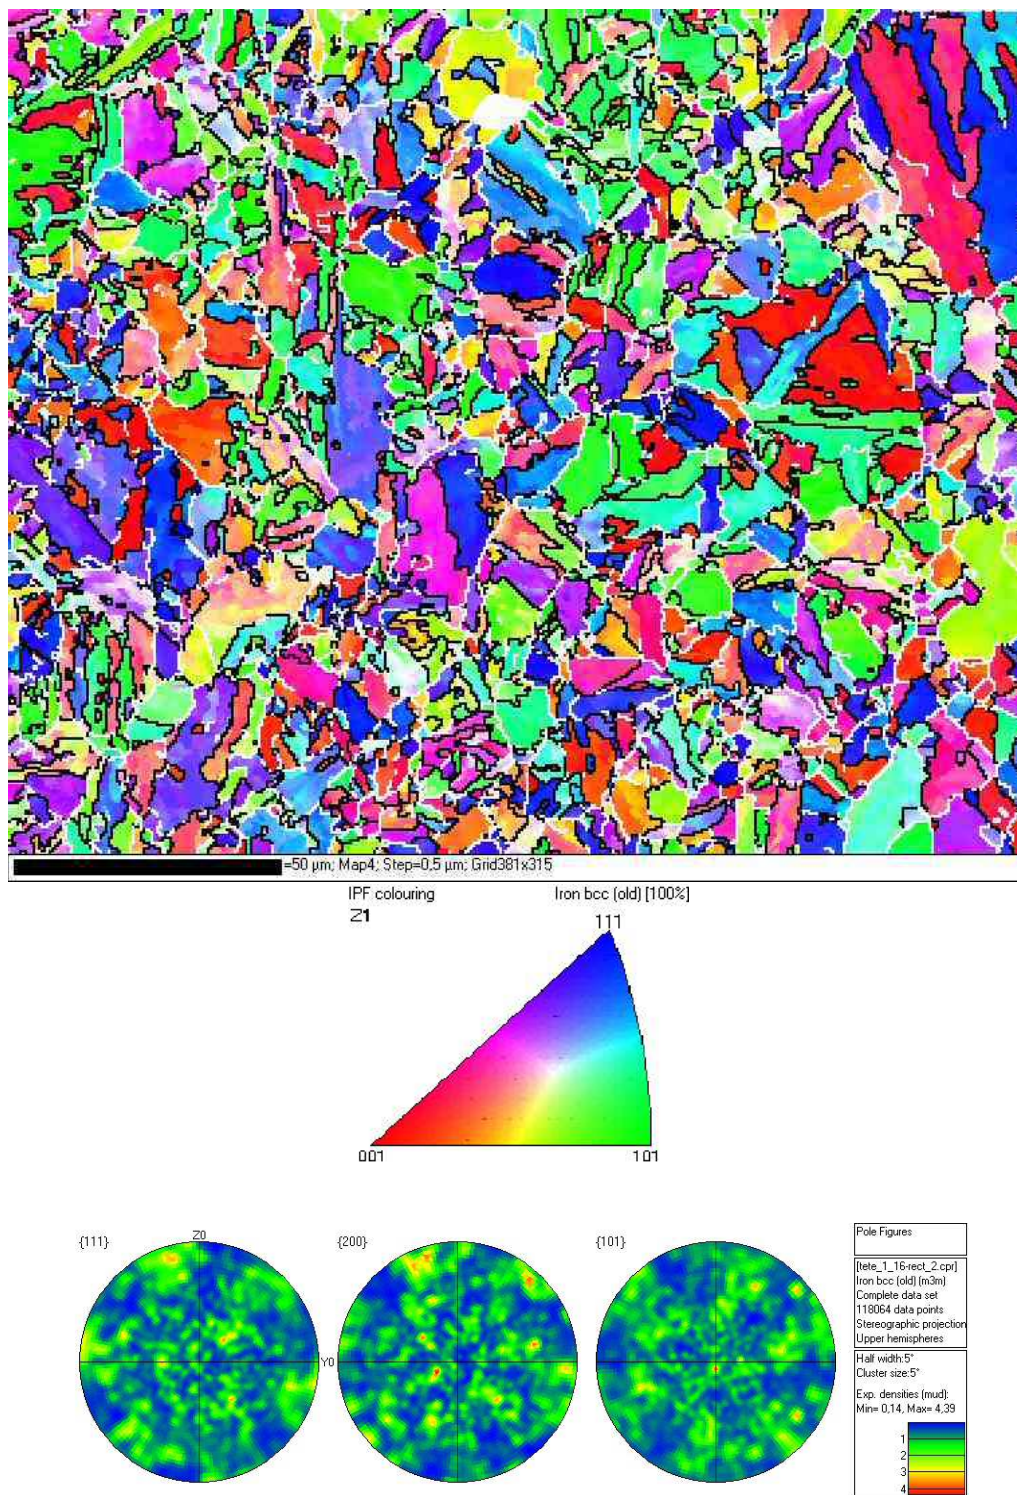 =50 µm; Map4; Step=0,5 µm; Grid381x315
IPF colouring
Iron bcc (old) [100%]
Z1
111
001
101
{111}
Z0
Y0
{200}
{101}
Pole Figures
[tete_1_16-rect_2.cpr]
Iron bcc (old) (m3m)
Complete data set
118064 data points
Stereographic projection
Upper hemispheres
Half width:5°
Cluster size:5°
Exp. densities (mud):
Min= 0,14, Max= 4,39
1
2
3
4